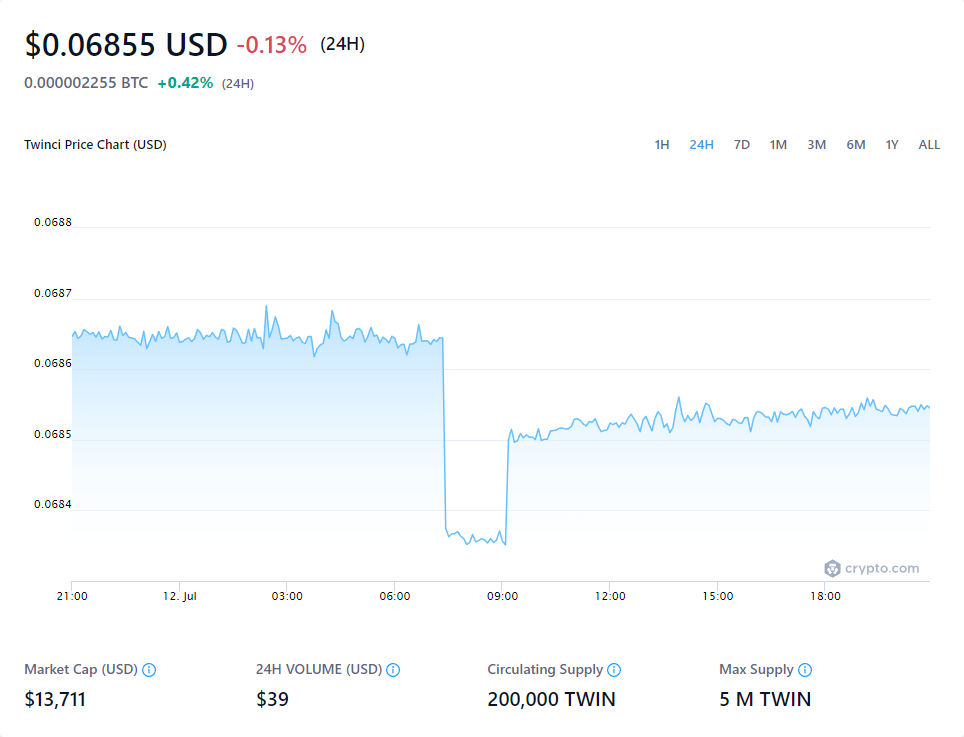 $0.06855 USD -0.13% (24H)
0.000002255 BTC +0.42% (24H)
Twinci Price Chart (USD) 1H 24H 7D 1M 3M 6M 1Y ALL
0.0688
0.0687
0.0686
0.0685
0.0684
crypto.com
21:00 12. Jul 03:00 06:00 09:00 12:00 15:00 18:00
Market Cap (USD) 24H VOLUME (USD) Circulating Supply Max Supply
$13,711 $39 200,000 TWIN 5 M TWIN